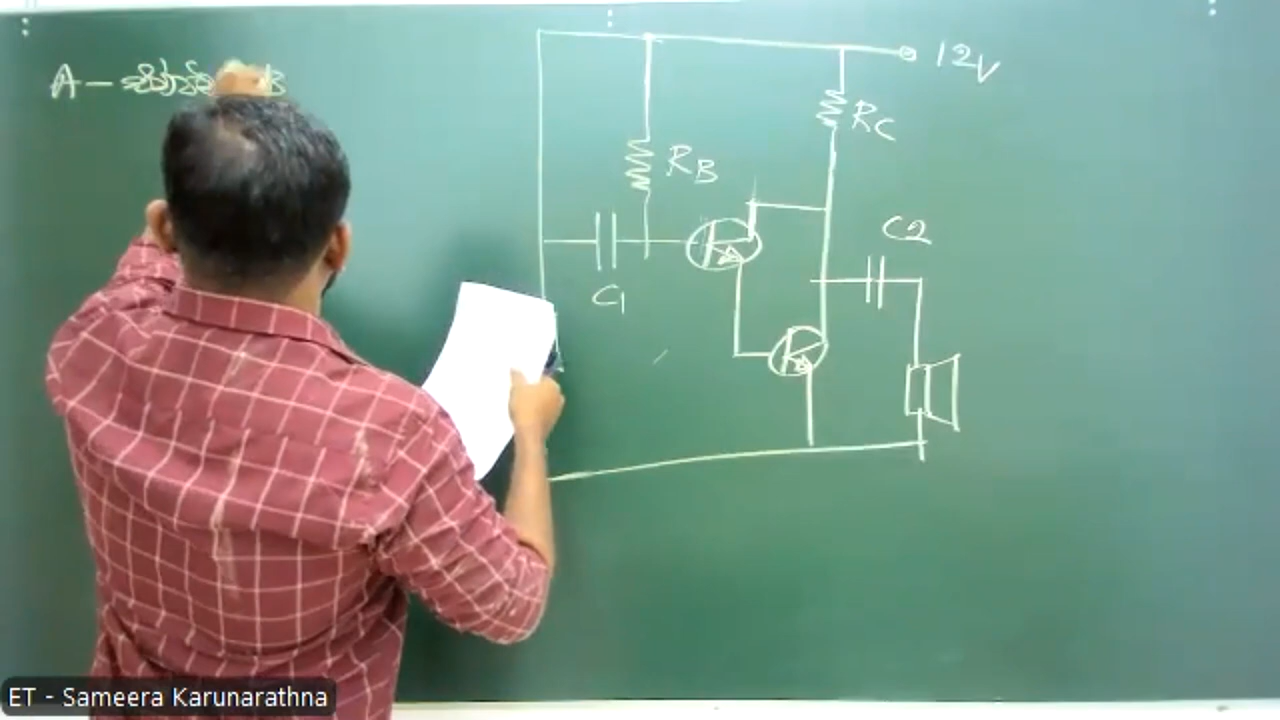 A –
B
12V
RC
RB
C2
C1
ET - Sameera Karunarathna